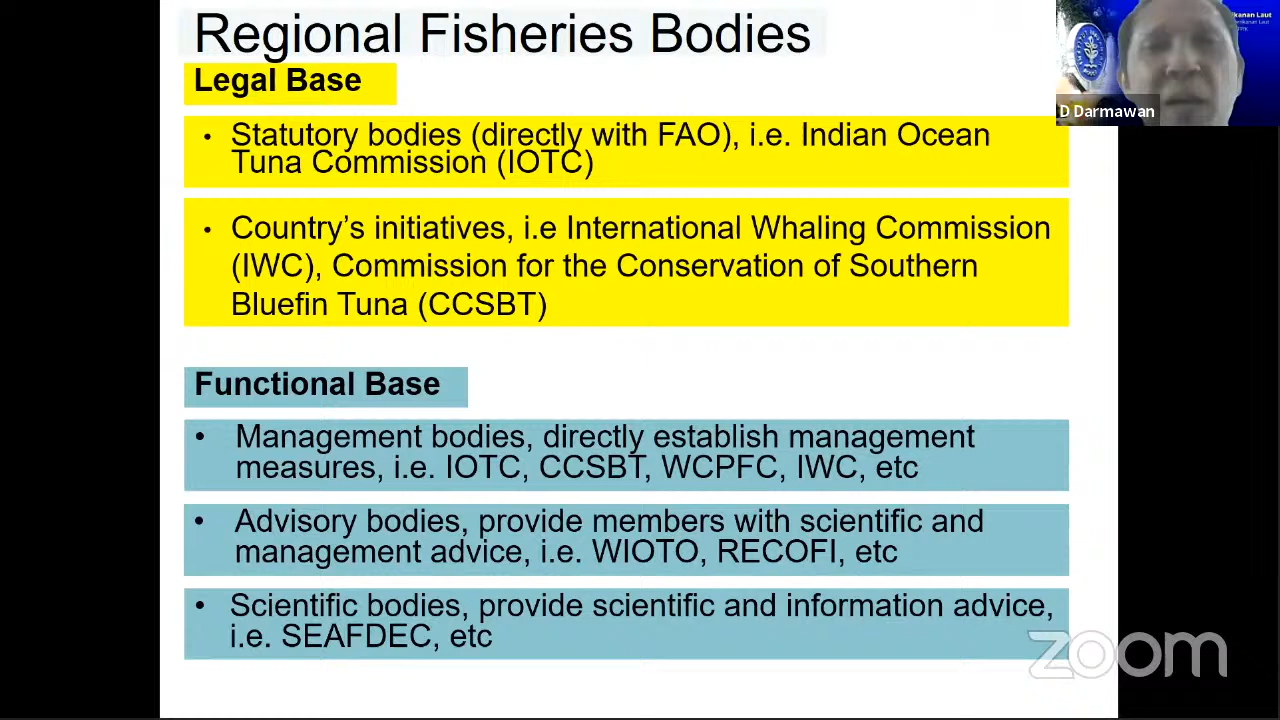 Regional Fisheries Bodies
Legal Base
• Statutory bodies (directly with FAO), i.e. Indian Ocean
Tuna Commission (IOTC)
• Country’s initiatives, i.e International Whaling Commission
(IWC), Commission for the Conservation of Southern
Bluefin Tuna (CCSBT)
Functional Base
• Management bodies, directly establish management
measures, i.e. IOTC, CCSBT, WCPFC, IWC, etc
• Advisory bodies, provide members with scientific and
management advice, i.e. WIOTO, RECOFI, etc
• Scientific bodies, provide scientific and information advice,
i.e. SEAFDEC, etc
D Darmawan
zoom